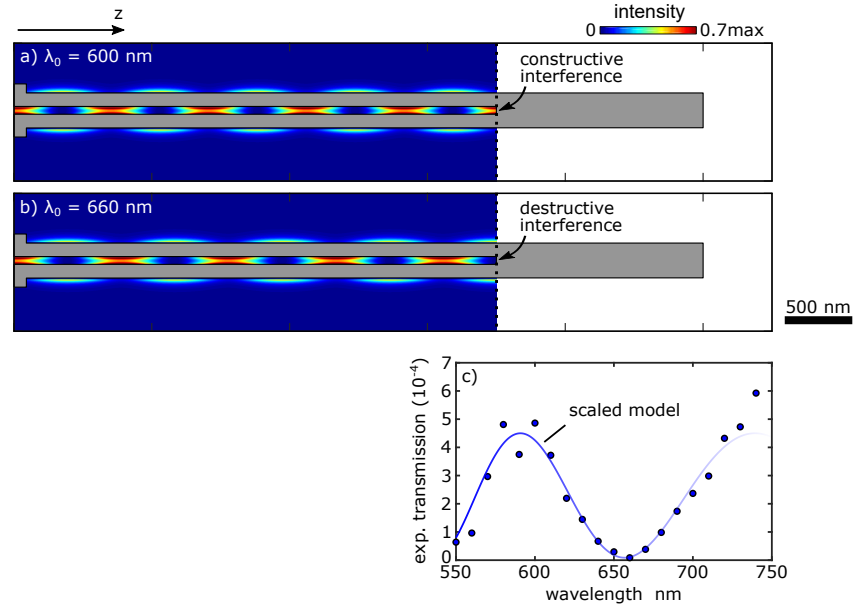 z
intensity
0
0.7max
a) λ₀ = 600 nm
constructive
interference
b) λ₀ = 660 nm
destructive
interference
500 nm
c)
scaled model
exp. transmission (10⁻⁴)
7
6
5
4
3
2
1
0
550
600
650
700
750
wavelength nm